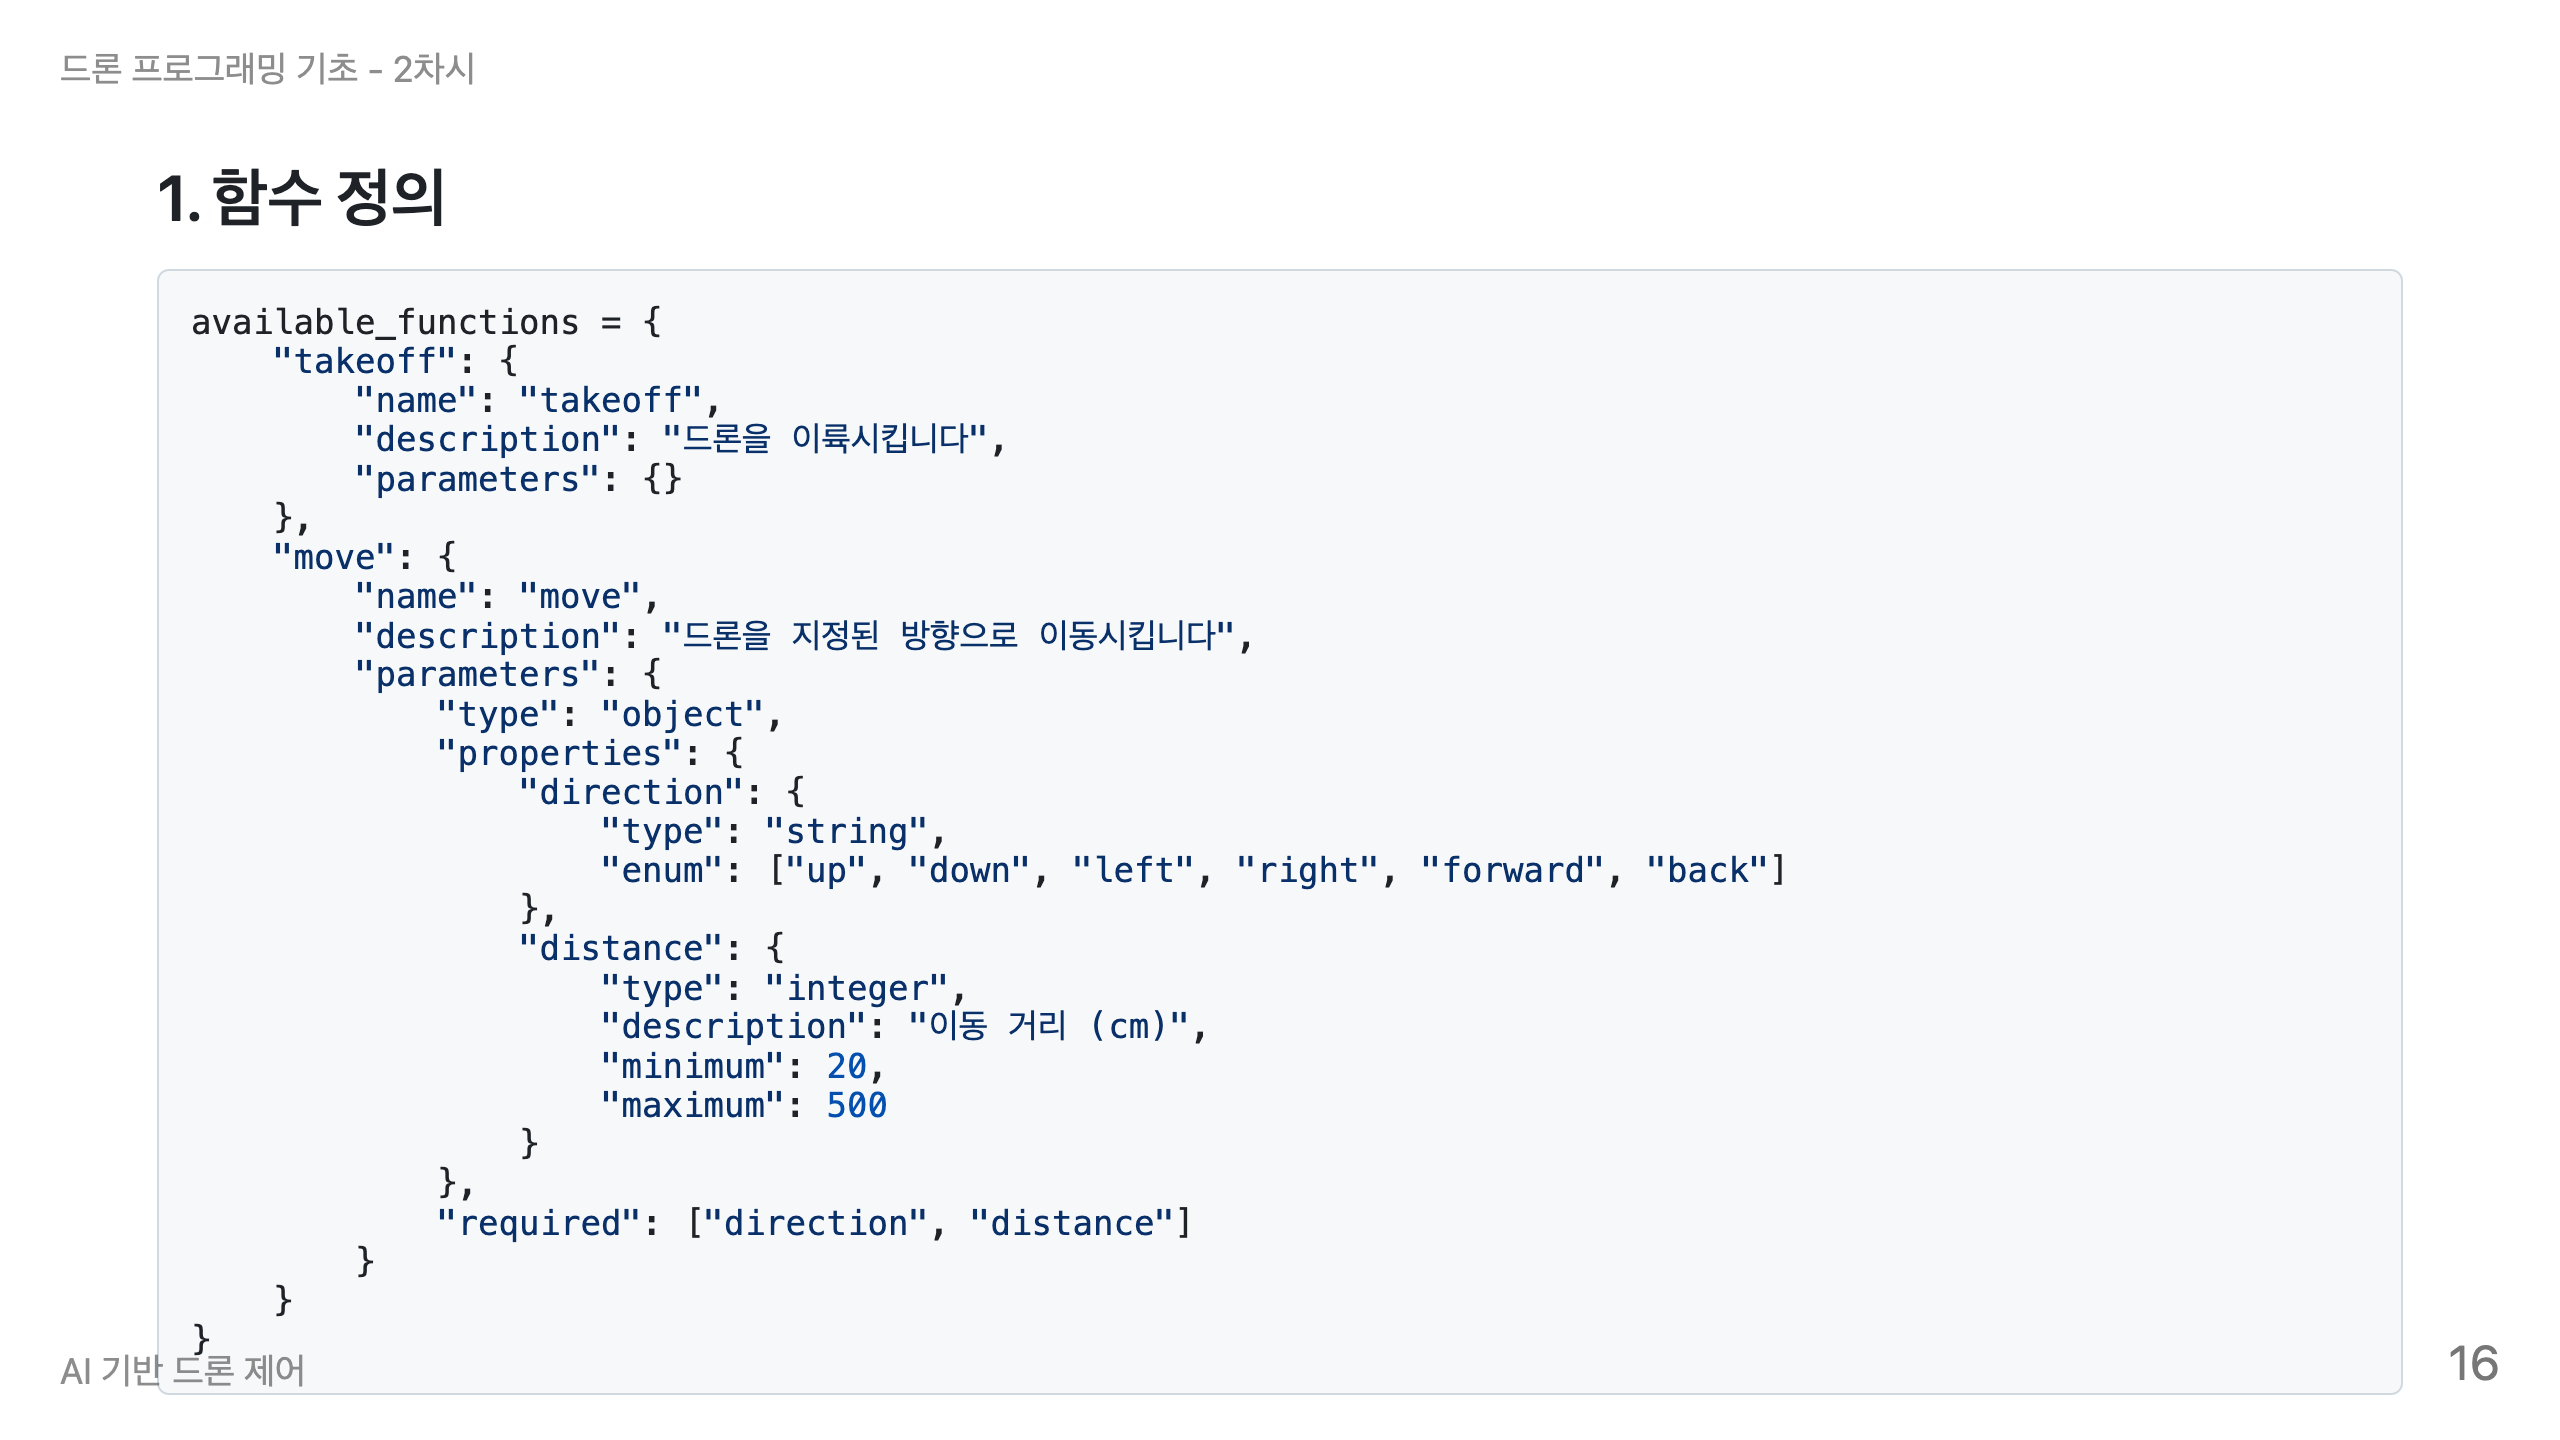 드론 프로그래밍 기초 - 2차시
1. 함수 정의
available_functions = {
    "takeoff": {
        "name": "takeoff",
        "description": "드론을 이륙시킵니다",
        "parameters": {}
    },
    "move": {
        "name": "move",
        "description": "드론을 지정된 방향으로 이동시킵니다",
        "parameters": {
            "type": "object",
            "properties": {
                "direction": {
                    "type": "string",
                    "enum": ["up", "down", "left", "right", "forward", "back"]
                },
                "distance": {
                    "type": "integer",
                    "description": "이동 거리 (cm)",
                    "minimum": 20,
                    "maximum": 500
                }
            },
            "required": ["direction", "distance"]
        }
    }
}
AI 기반 드론 제어
16